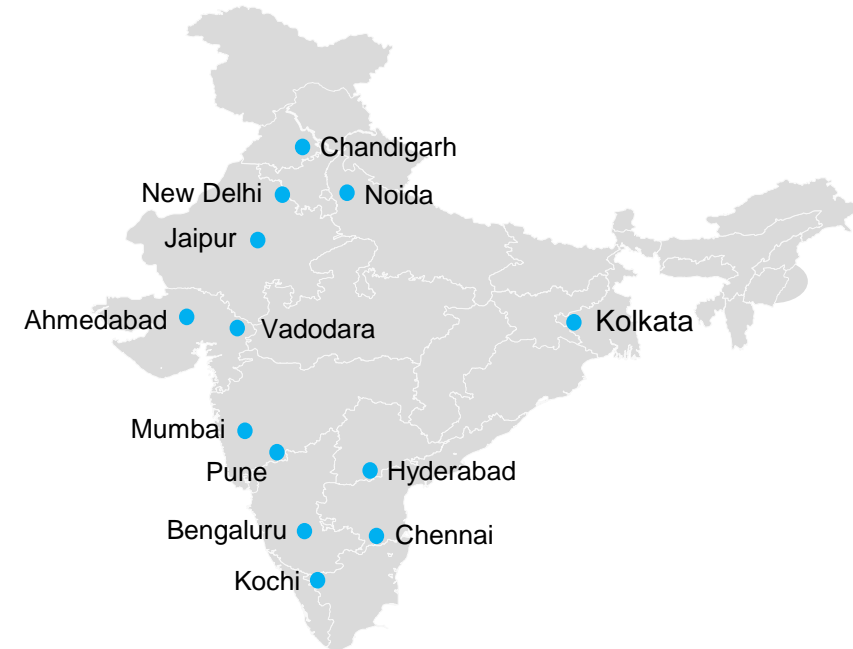 Chandigarh
New Delhi
Noida
Jaipur
Ahmedabad
Vadodara
Kolkata
Mumbai
Pune
Hyderabad
Bengaluru
Chennai
Kochi